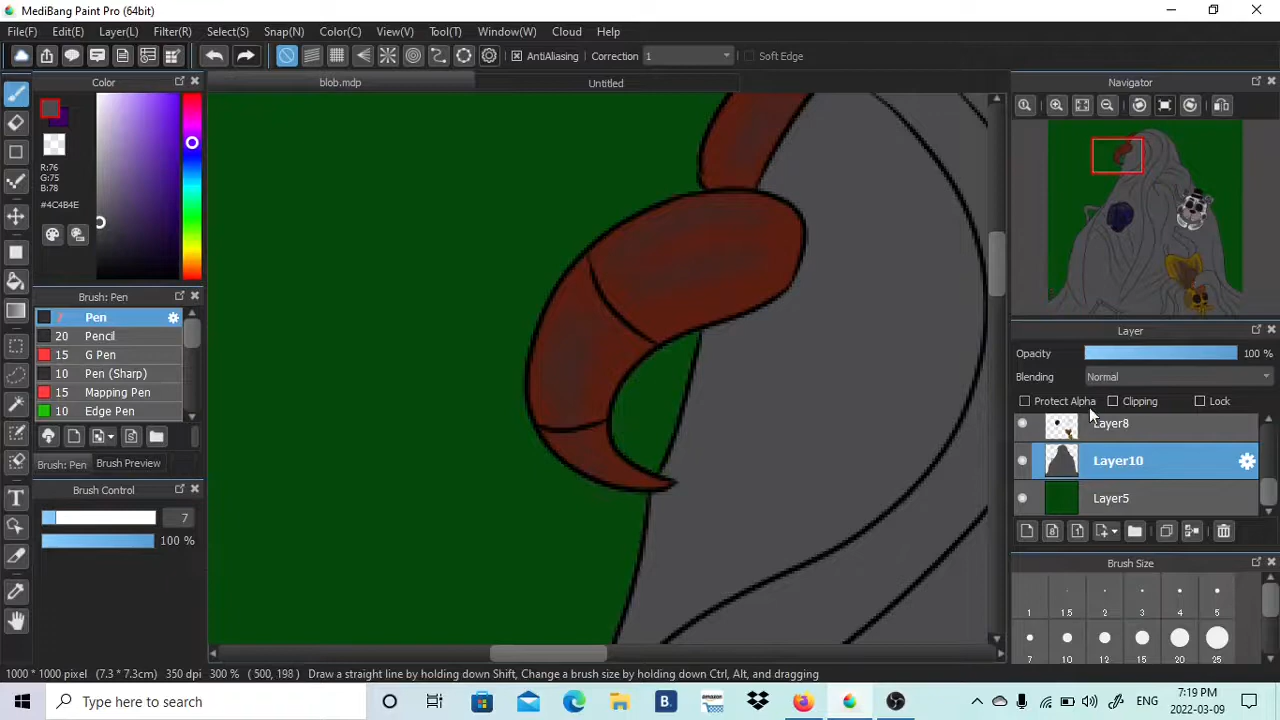 MediBang Paint Pro (64bit)
File(F) Edit(E) Layer(L) Filter(R) Select(S) Snap(N) Color(C) View(V) Tool(T) Window(W) Cloud Help
AntiAliasing Correction 1 Soft Edge
Color
blob.mdp Untitled
Navigator
R:76
G:75
B:78
#4C4B4E
Brush: Pen
Pen
20 Pencil
15 G Pen
10 Pen (Sharp)
15 Mapping Pen
10 Edge Pen
Brush: Pen Brush Preview
Brush Control
7
100 %
Layer
Opacity 100 %
Blending Normal
Protect Alpha Clipping Lock
Layer8
Layer10
Layer5
Brush Size
1 1.5 2 3 4 5
7 10 12 15 20 25
1000 * 1000 pixel (7.3 * 7.3cm) 350 dpi 300 % ( 500, 198 ) Draw a straight line by holding down Shift, Change a brush size by holding down Ctrl, Alt, and dragging
Type here to search
B.
amazon
ENG
7:19 PM
2022-03-09